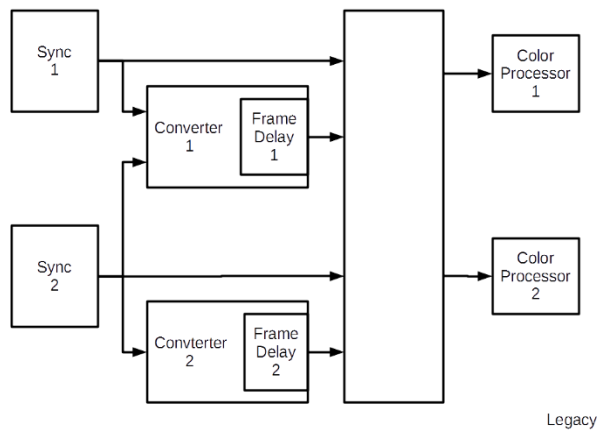 Sync
1
Color
Processor
1
Converter
1
Frame
Delay
1
Sync
2
Color
Processor
2
Convterter
2
Frame
Delay
2
Legacy